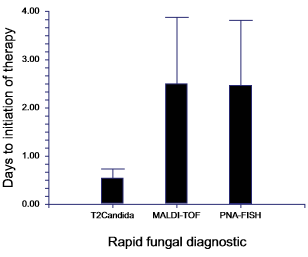 Days to initiation of therapy
4.00
3.00
2.00
1.00
0.00
T2Candida MALDI-TOF PNA-FISH
Rapid fungal diagnostic